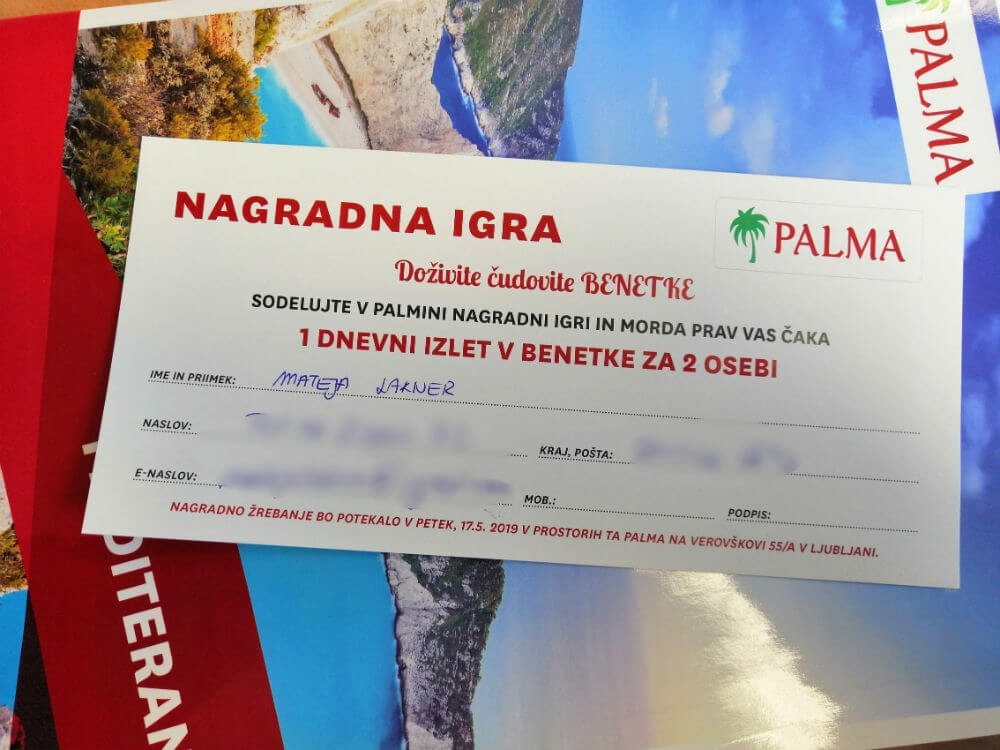 PALMA
NAGRADNA IGRA
PALMA
Doživite čudovite BENETKE
SODELUJTE V PALMINI NAGRADNI IGRI IN MORDA PRAV VAS ČAKA
1 DNEVNI IZLET V BENETKE ZA 2 OSEBI
IME IN PRIIMEK: MATEJA LAKNER
NASLOV:
KRAJ, POŠTA:
E-NASLOV:
MOB.:
PODPIS:
NAGRADNO ŽREBANJE BO POTEKALO V PETEK, 17.5. 2019 V PROSTORIH TA PALMA NA VEROVŠKOVI 55/A V LJUBLJANI.
DITERAN